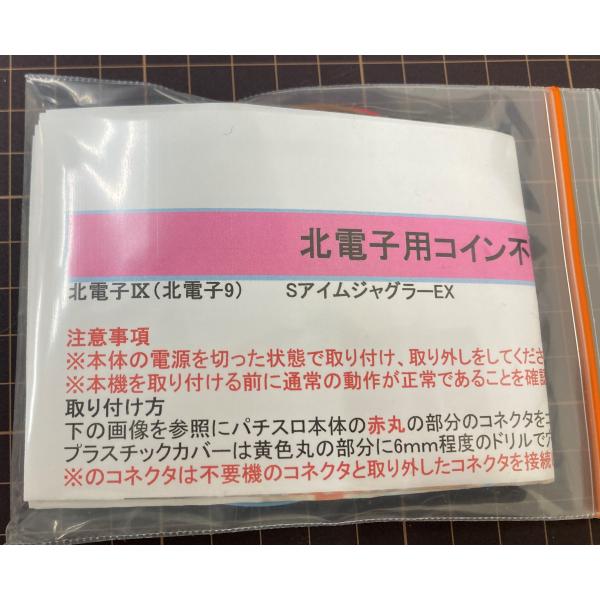 北電子用コイン不
北電子Ⅸ(北電子9) SアイムジャグラーEX
注意事項
※本体の電源を切った状態で取り付け、取り外しをしてくださ
※本機を取り付ける前に通常の動作が正常であることを確認
取り付け方
下の画像を参照にパチスロ本体の赤丸の部分のコネクタを
プラスチックカバーは黄色丸の部分に6mm程度のドリルで穴
※のコネクタは不要機のコネクタと取り外したコネクタを接続